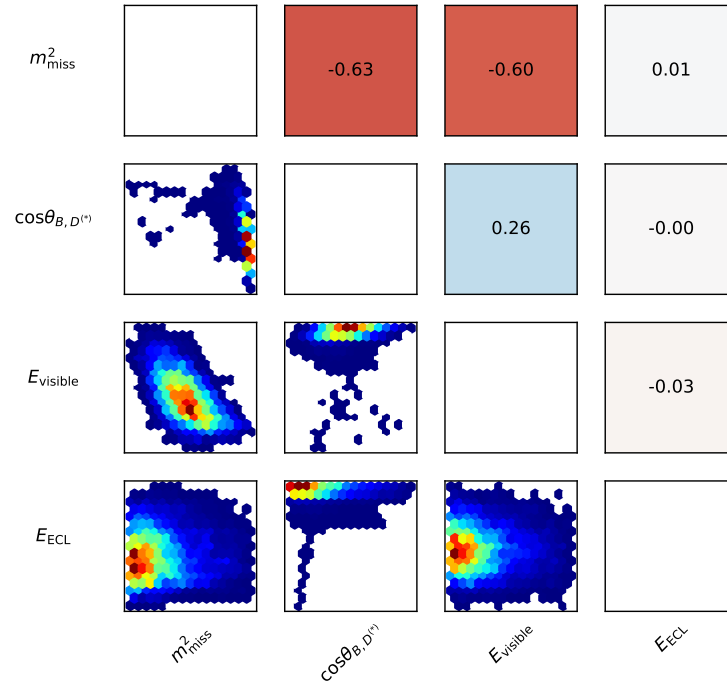 m²miss -0.63 -0.60 0.01
cosθB, D(*) 0.26 -0.00
Evisible -0.03
EECL
m²miss cosθB, D(*) Evisible EECL